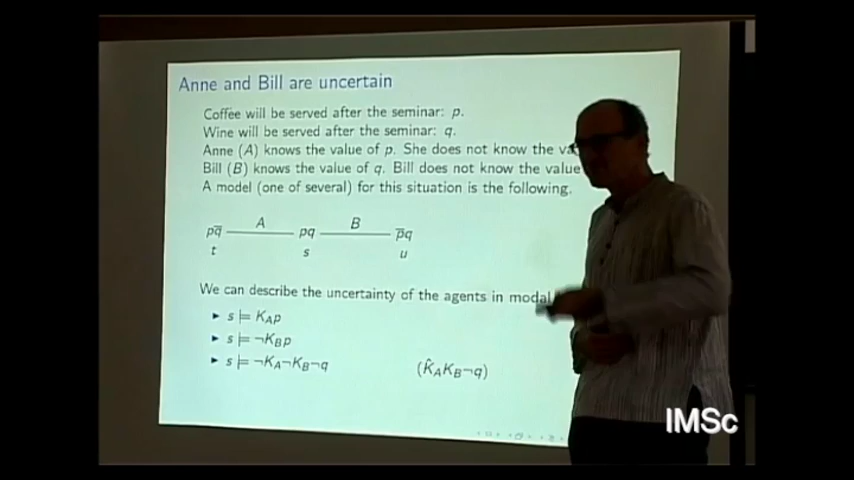 Anne and Bill are uncertain
Coffee will be served after the seminar: p.
Wine will be served after the seminar: q.
Anne (A) knows the value of p. She does not know the
Bill (B) knows the value of q. Bill does not know the value
A model (one of several) for this situation is the following.
A B
pq̅ pq p̅q
t s u
We can describe the uncertainty of the agents in modal
► s ⊨ K_A p
► s ⊨ ¬K_B p
► s ⊨ ¬K_A¬K_B¬q (K̂_A K_B¬q)
IMSc